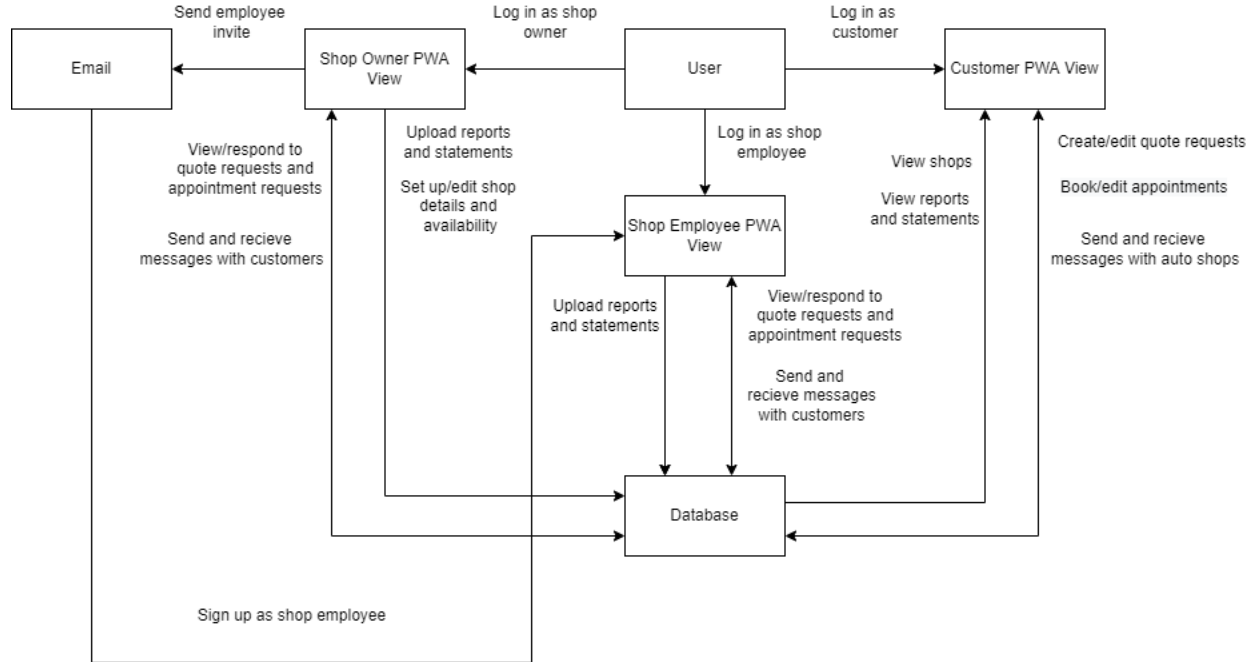 Send employee
invite
Log in as shop
owner
Log in as
customer
Email
Shop Owner PWA
View
User
Customer PWA View
View/respond to
quote requests and
appointment requests
Send and recieve
messages with customers
Upload reports
and statements
Set up/edit shop
details and
availability
Log in as shop
employee
View shops
View reports
and statements
Create/edit quote requests
Book/edit appointments
Send and recieve
messages with auto shops
Shop Employee PWA
View
Upload reports
and statements
View/respond to
quote requests and
appointment requests
Send and
recieve messages
with customers
Database
Sign up as shop employee